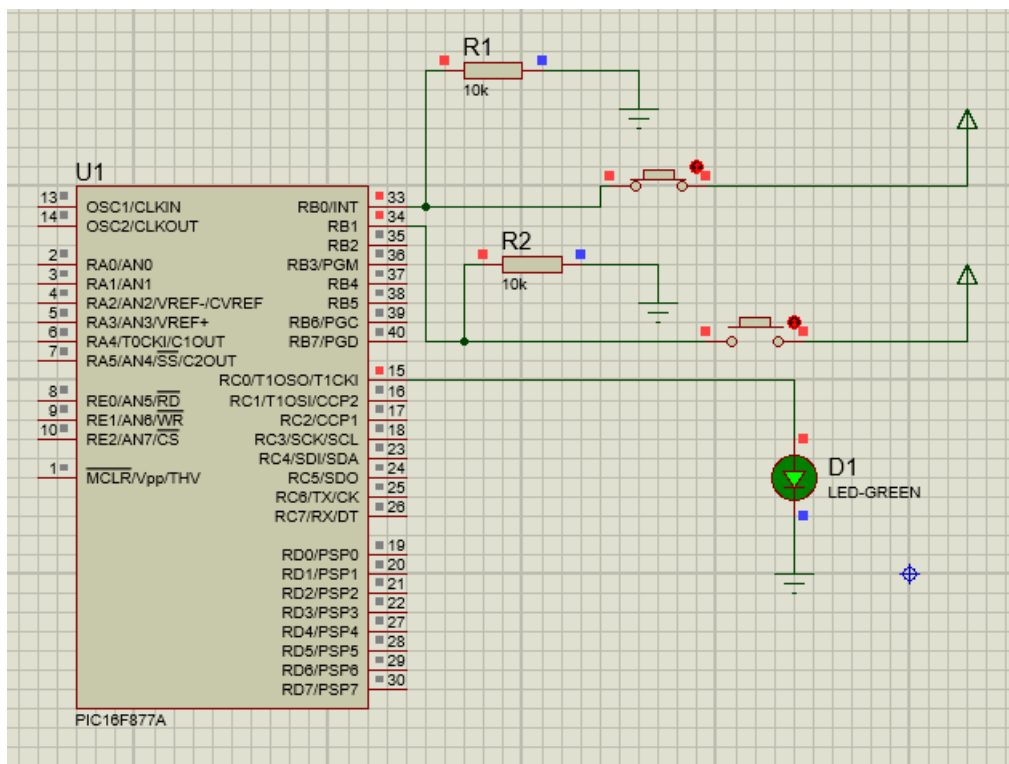 R1
10k
U1
13 OSC1/CLKIN RB0/INT 33
14 OSC2/CLKOUT RB1 34
RB2 35
2 RA0/AN0 RB3/PGM 36
3 RA1/AN1 RB4 37
4 RA2/AN2/VREF-/CVREF RB5 38
5 RA3/AN3/VREF+ RB6/PGC 39
6 RA4/T0CKI/C1OUT RB7/PGD 40
7 RA5/AN4/SS/C2OUT
RC0/T1OSO/T1CKI 15
8 RE0/AN5/RD RC1/T1OSI/CCP2 16
9 RE1/AN6/WR RC2/CCP1 17
10 RE2/AN7/CS RC3/SCK/SCL 18
RC4/SDI/SDA 23
1 MCLR/Vpp/THV RC5/SDO 24
RC6/TX/CK 25
RC7/RX/DT 26
RD0/PSP0 19
RD1/PSP1 20
RD2/PSP2 21
RD3/PSP3 22
RD4/PSP4 27
RD5/PSP5 28
RD6/PSP6 29
RD7/PSP7 30
PIC16F877A
R2
10k
D1
LED-GREEN